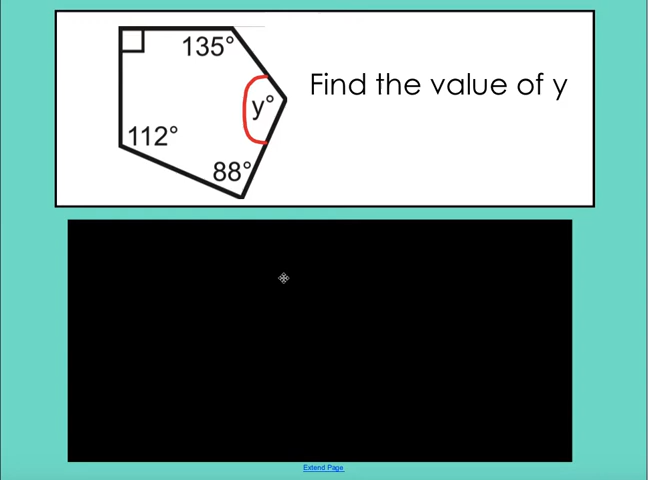 135°
Find the value of y
y°
112°
88°
Extend Page